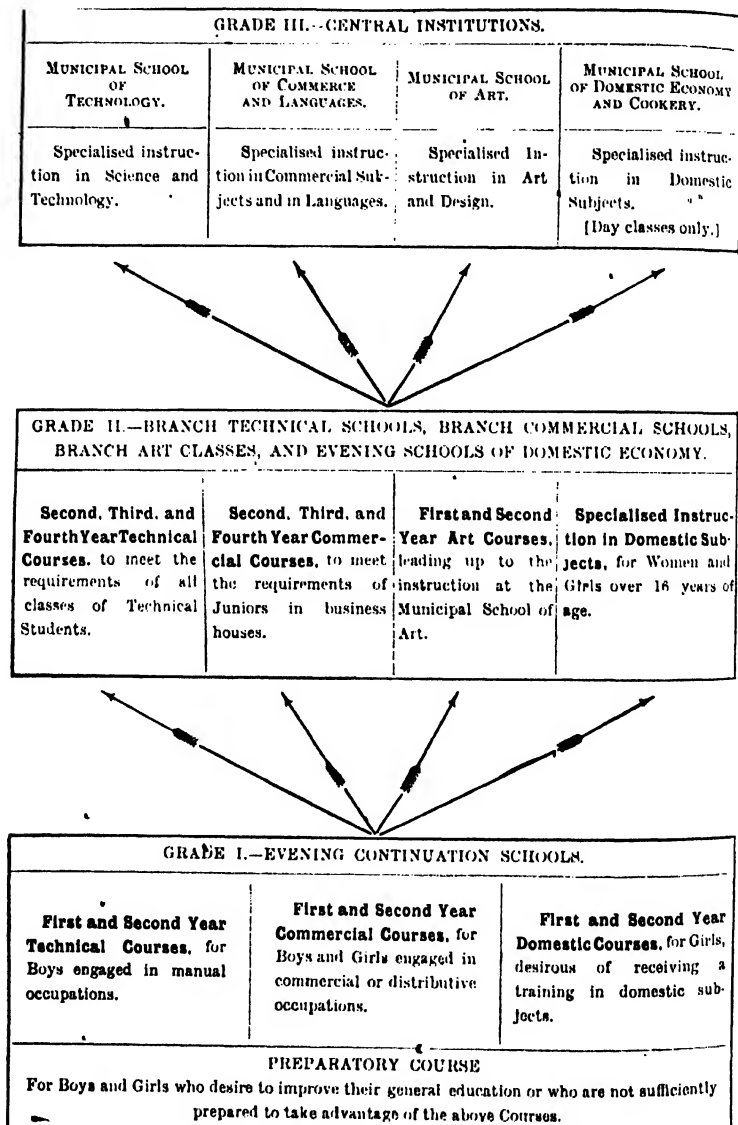 GRADE III.--CENTRAL INSTITUTIONS.
MUNICIPAL SCHOOL
OF
TECHNOLOGY.
Specialised instruc-
tion in Science and
Technology.
MUNICIPAL SCHOOL
OF COMMERCE
AND LANGUAGES.
Specialised instruc-
tion in Commercial Sub-
jects and in Languages.
MUNICIPAL SCHOOL
OF ART.
Specialised In-
struction in Art
and Design.
MUNICIPAL SCHOOL
OF DOMESTIC ECONOMY
AND COOKERY.
Specialised instruc-
tion in Domestic
Subjects.
[Day classes only.]
GRADE II.—BRANCH TECHNICAL SCHOOLS, BRANCH COMMERCIAL SCHOOLS,
BRANCH ART CLASSES, AND EVENING SCHOOLS OF DOMESTIC ECONOMY.
Second, Third, and
Fourth Year Technical
Courses, to meet the
requirements of all
classes of Technical
Students.
Second, Third, and
Fourth Year Commer-
cial Courses, to meet
the requirements of
Juniors in business
houses.
First and Second
Year Art Courses,
leading up to the
instruction at the
Municipal School of
Art.
Specialised Instruc-
tion in Domestic Sub-
jects, for Women and
Girls over 16 years of
age.
GRADE I.—EVENING CONTINUATION SCHOOLS.
First and Second Year
Technical Courses, for
Boys engaged in manual
occupations.
First and Second Year
Commercial Courses, for
Boys and Girls engaged in
commercial or distributive
occupations.
First and Second Year
Domestic Courses, for Girls,
desirous of receiving a
training in domestic sub-
jects.
PREPARATORY COURSE
For Boys and Girls who desire to improve their general education or who are not sufficiently
prepared to take advantage of the above Courses.